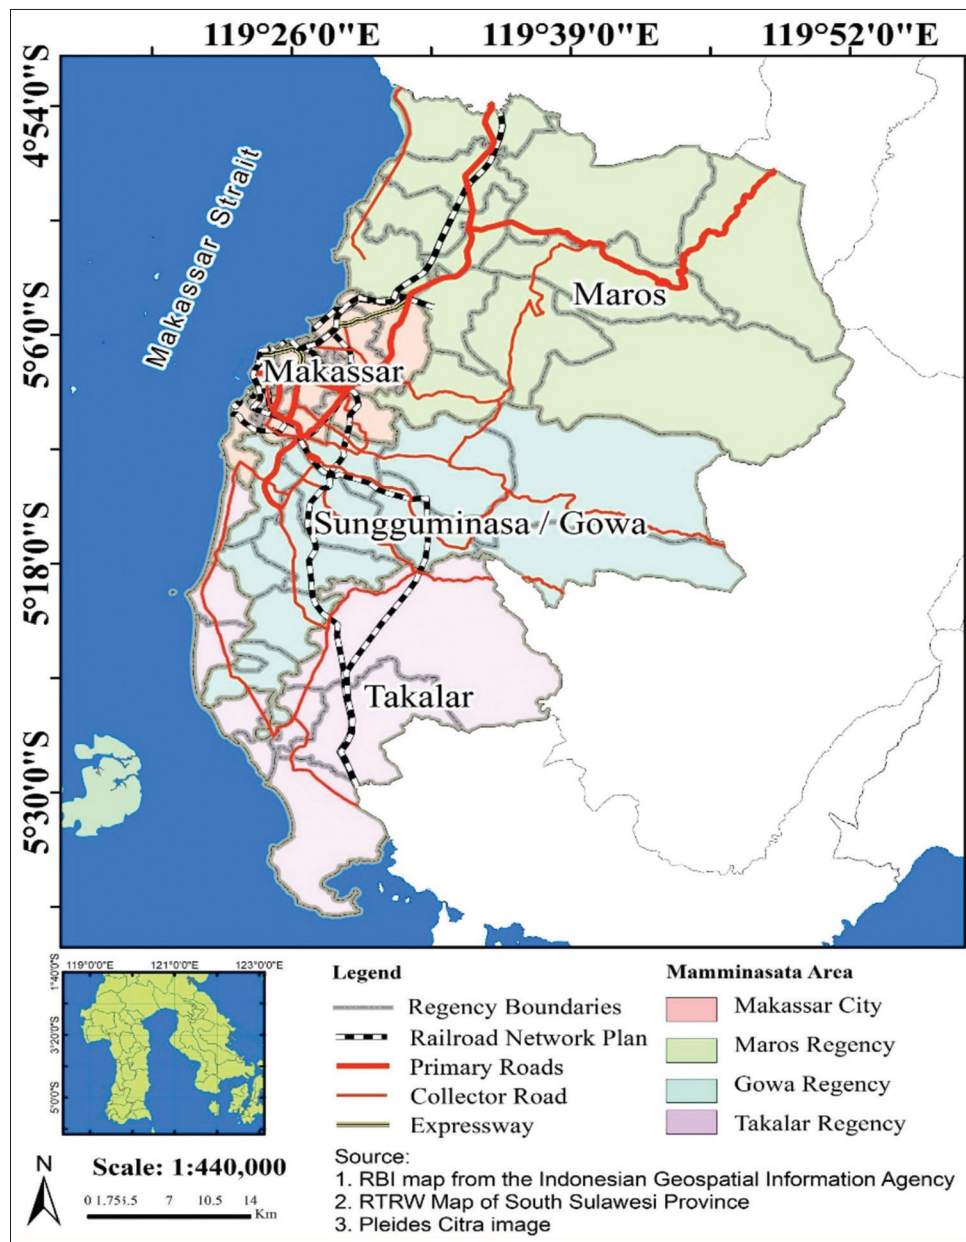 119°26'0"E 119°39'0"E 119°52'0"E
4°54'0"S
5°6'0"S
5°18'0"S
5°30'0"S
Makassar Strait
Maros
Makassar
Sungguminasa / Gowa
Takalar
119°0'0"E 121°0'0"E 123°0'0"E
1°40'0"S
3°20'0"S
5°0'0"S
N
Scale: 1:440,000
0 1.753.5 7 10.5 14
Km
Legend
Regency Boundaries
Railroad Network Plan
Primary Roads
Collector Road
Expressway
Mamminasata Area
Makassar City
Maros Regency
Gowa Regency
Takalar Regency
Source:
1. RBI map from the Indonesian Geospatial Information Agency
2. RTRW Map of South Sulawesi Province
3. Pleides Citra image